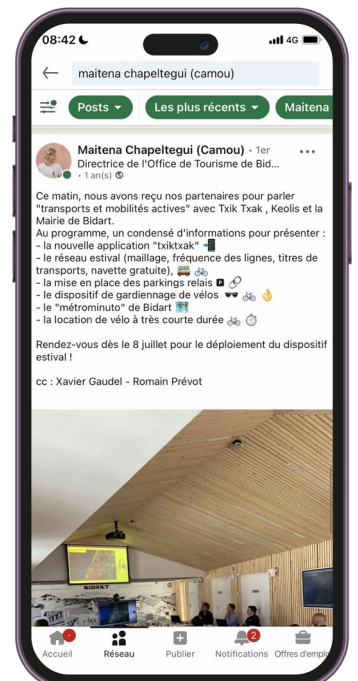 08:42
4G
maitena chapeltegui (camou)
Posts
Les plus récents
Maitena
Maitena Chapeltegui (Camou) · 1er
Directrice de l'Office de Tourisme de Bid...
· 1 an(s) ·
Ce matin, nous avons reçu nos partenaires pour parler
"transports et mobilités actives" avec Txik Txak , Keolis et la
Mairie de Bidart.
Au programme, un condensé d'informations pour présenter :
- la nouvelle application "txiktxak"
- le réseau estival (maillage, fréquence des lignes, titres de
transports, navette gratuite),
- la mise en place des parkings relais 🅿
- le dispositif de gardiennage de vélos
- le "métrominuto" de Bidart
- la location de vélo à très courte durée
Rendez-vous dès le 8 juillet pour le déploiement du dispositif
estival !
cc : Xavier Gaudel - Romain Prévot
BIDART
2
Accueil
Réseau
Publier
Notifications
Offres d'emplo